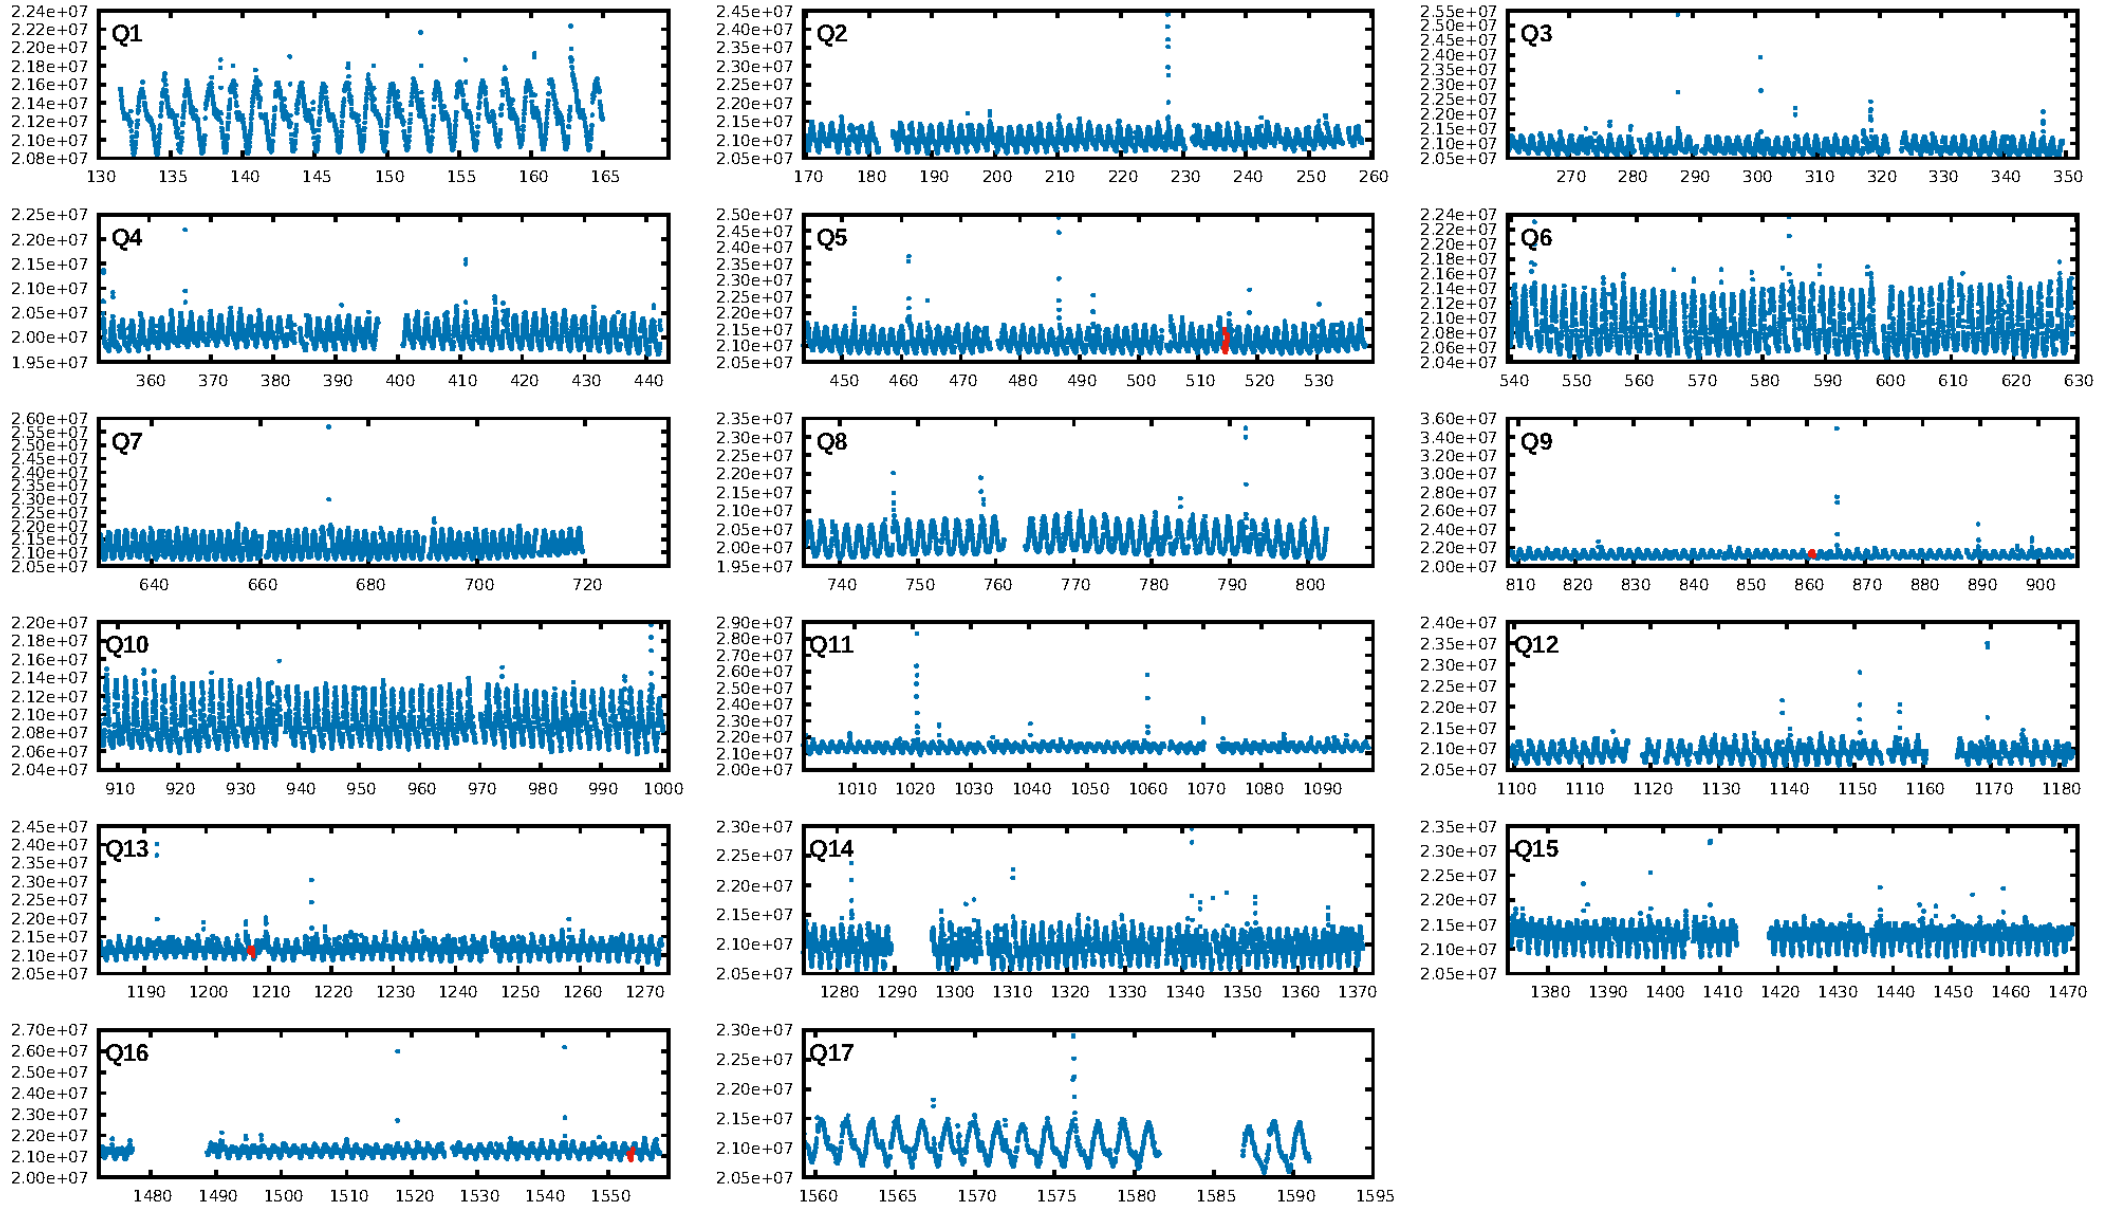 2.24e+07 2.22e+07 2.20e+07 2.18e+07 2.16e+07 2.14e+07 2.12e+07 2.10e+07 2.08e+07
Q1
130 135 140 145 150 155 160 165
2.45e+07 2.40e+07 2.35e+07 2.30e+07 2.25e+07 2.20e+07 2.15e+07 2.10e+07 2.05e+07
Q2
170 180 190 200 210 220 230 240 250 260
2.55e+07 2.50e+07 2.45e+07 2.40e+07 2.35e+07 2.30e+07 2.25e+07 2.20e+07 2.15e+07 2.10e+07 2.05e+07
Q3
270 280 290 300 310 320 330 340 350
2.25e+07 2.20e+07 2.15e+07 2.10e+07 2.05e+07 2.00e+07 1.95e+07
Q4
360 370 380 390 400 410 420 430 440
2.50e+07 2.45e+07 2.40e+07 2.35e+07 2.30e+07 2.25e+07 2.20e+07 2.15e+07 2.10e+07 2.05e+07
Q5
450 460 470 480 490 500 510 520 530
2.24e+07 2.22e+07 2.20e+07 2.18e+07 2.16e+07 2.14e+07 2.12e+07 2.10e+07 2.08e+07 2.06e+07 2.04e+07
Q6
540 550 560 570 580 590 600 610 620 630
2.60e+07 2.55e+07 2.50e+07 2.45e+07 2.40e+07 2.35e+07 2.30e+07 2.25e+07 2.20e+07 2.15e+07 2.10e+07 2.05e+07
Q7
640 660 680 700 720
2.35e+07 2.30e+07 2.25e+07 2.20e+07 2.15e+07 2.10e+07 2.05e+07 2.00e+07 1.95e+07
Q8
740 750 760 770 780 790 800
3.60e+07 3.40e+07 3.20e+07 3.00e+07 2.80e+07 2.60e+07 2.40e+07 2.20e+07 2.00e+07
Q9
810 820 830 840 850 860 870 880 890 900
2.20e+07 2.18e+07 2.16e+07 2.14e+07 2.12e+07 2.10e+07 2.08e+07 2.06e+07 2.04e+07
Q10
910 920 930 940 950 960 970 980 990 1000
2.90e+07 2.80e+07 2.70e+07 2.60e+07 2.50e+07 2.40e+07 2.30e+07 2.20e+07 2.10e+07 2.00e+07
Q11
1010 1020 1030 1040 1050 1060 1070 1080 1090
2.40e+07 2.35e+07 2.30e+07 2.25e+07 2.20e+07 2.15e+07 2.10e+07 2.05e+07
Q12
1100 1110 1120 1130 1140 1150 1160 1170 1180
2.45e+07 2.40e+07 2.35e+07 2.30e+07 2.25e+07 2.20e+07 2.15e+07 2.10e+07 2.05e+07
Q13
1190 1200 1210 1220 1230 1240 1250 1260 1270
2.30e+07 2.25e+07 2.20e+07 2.15e+07 2.10e+07 2.05e+07
Q14
1280 1290 1300 1310 1320 1330 1340 1350 1360 1370
2.35e+07 2.30e+07 2.25e+07 2.20e+07 2.15e+07 2.10e+07 2.05e+07
Q15
1380 1390 1400 1410 1420 1430 1440 1450 1460 1470
2.70e+07 2.60e+07 2.50e+07 2.40e+07 2.30e+07 2.20e+07 2.10e+07 2.00e+07
Q16
1480 1490 1500 1510 1520 1530 1540 1550
2.30e+07 2.25e+07 2.20e+07 2.15e+07 2.10e+07 2.05e+07
Q17
1560 1565 1570 1575 1580 1585 1590 1595